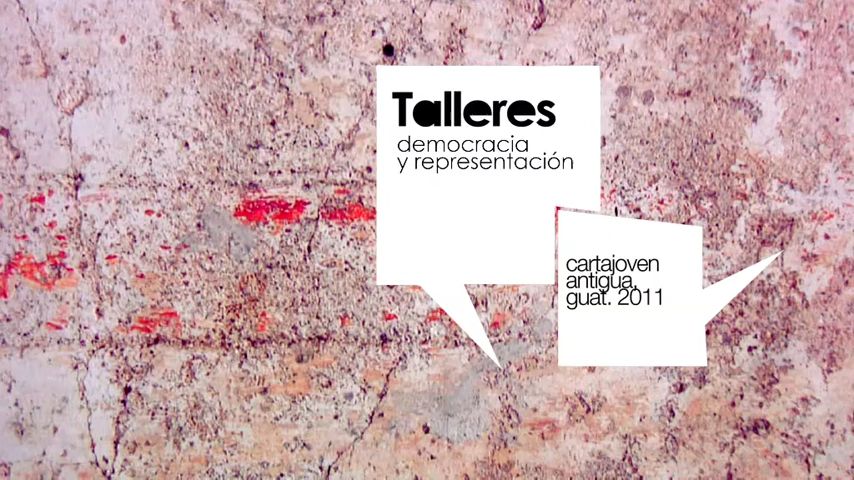 Talleres
democracia
y representación
cartajoven
antigua,
guat. 2011